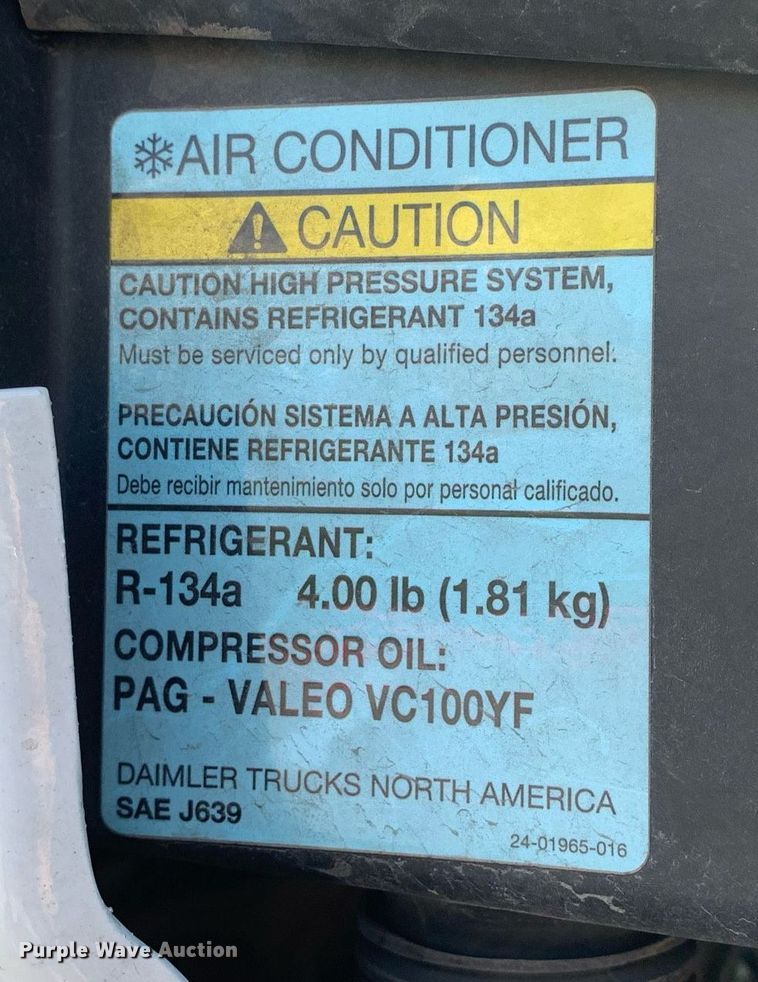 AIR CONDITIONER
CAUTION
CAUTION HIGH PRESSURE SYSTEM,
CONTAINS REFRIGERANT 134a
Must be serviced only by qualified personnel.
PRECAUCIÓN SISTEMA A ALTA PRESIÓN,
CONTIENE REFRIGERANTE 134a
Debe recibir mantenimiento solo por personal calificado.
REFRIGERANT:
R-134a 4.00 lb (1.81 kg)
COMPRESSOR OIL:
PAG - VALEO VC100YF
DAIMLER TRUCKS NORTH AMERICA
SAE J639
24-01965-016
Purple Wave Auction